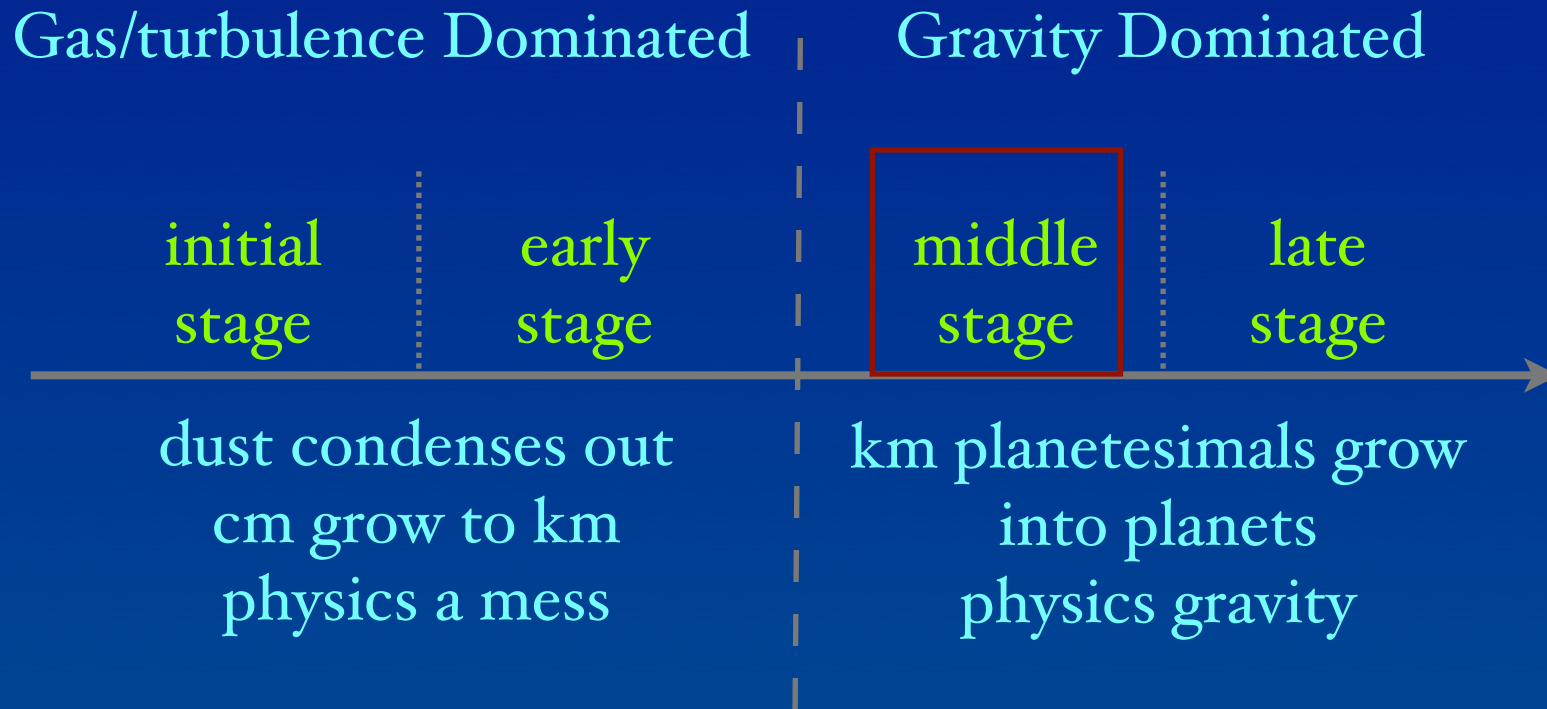 Gas/turbulence Dominated
Gravity Dominated
initial
stage
early
stage
middle
stage
late
stage
dust condenses out
cm grow to km
physics a mess
km planetesimals grow
into planets
physics gravity